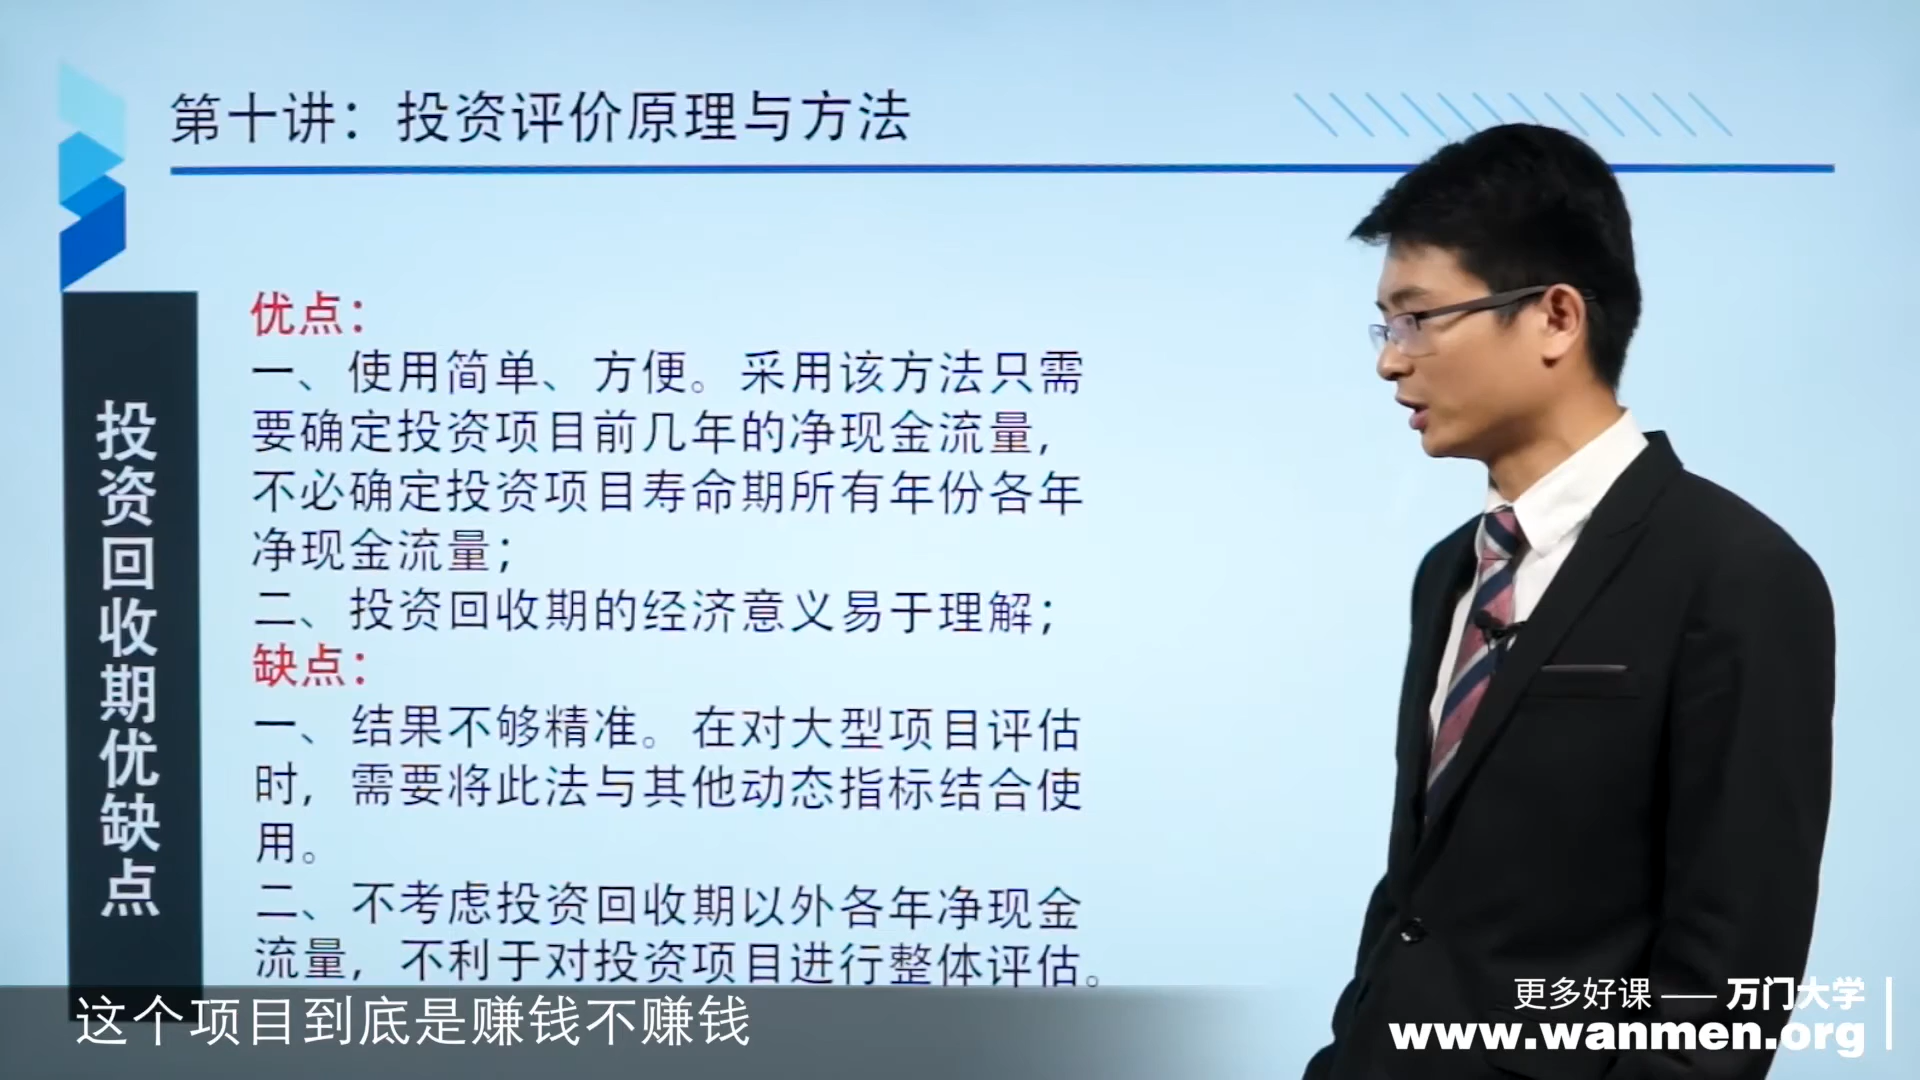 第十讲：投资评价原理与方法
投资回收期优缺点
优点：
一、使用简单、方便。采用该方法只需
要确定投资项目前几年的净现金流量，
不必确定投资项目寿命期所有年份各年
净现金流量；
二、投资回收期的经济意义易于理解；
缺点：
一、结果不够精准。在对大型项目评估
时，需要将此法与其他动态指标结合使
用。
二、不考虑投资回收期以外各年净现金
流量，不利于对投资项目进行整体评估。
这个项目到底是赚钱不赚钱
更多好课 —— 万门大学
www.wanmen.org